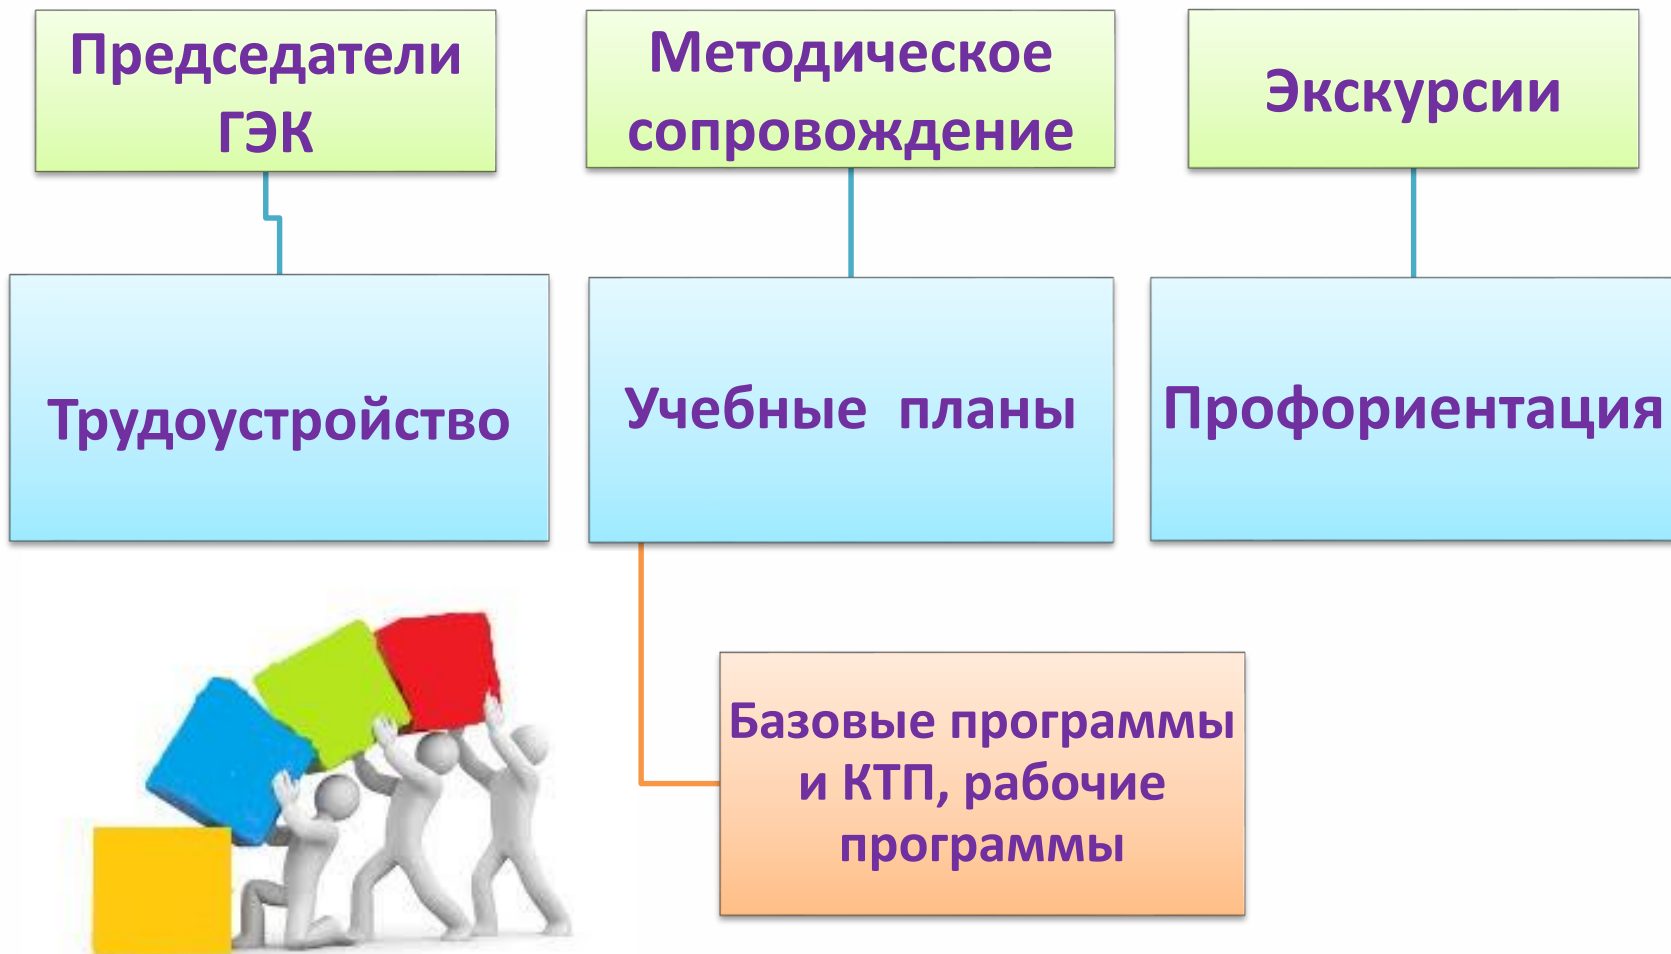 Председатели
ГЭК
Методическое
сопровождение
Экскурсии
Трудоустройство
Учебные планы
Профориентация
Базовые программы
и КТП, рабочие
программы